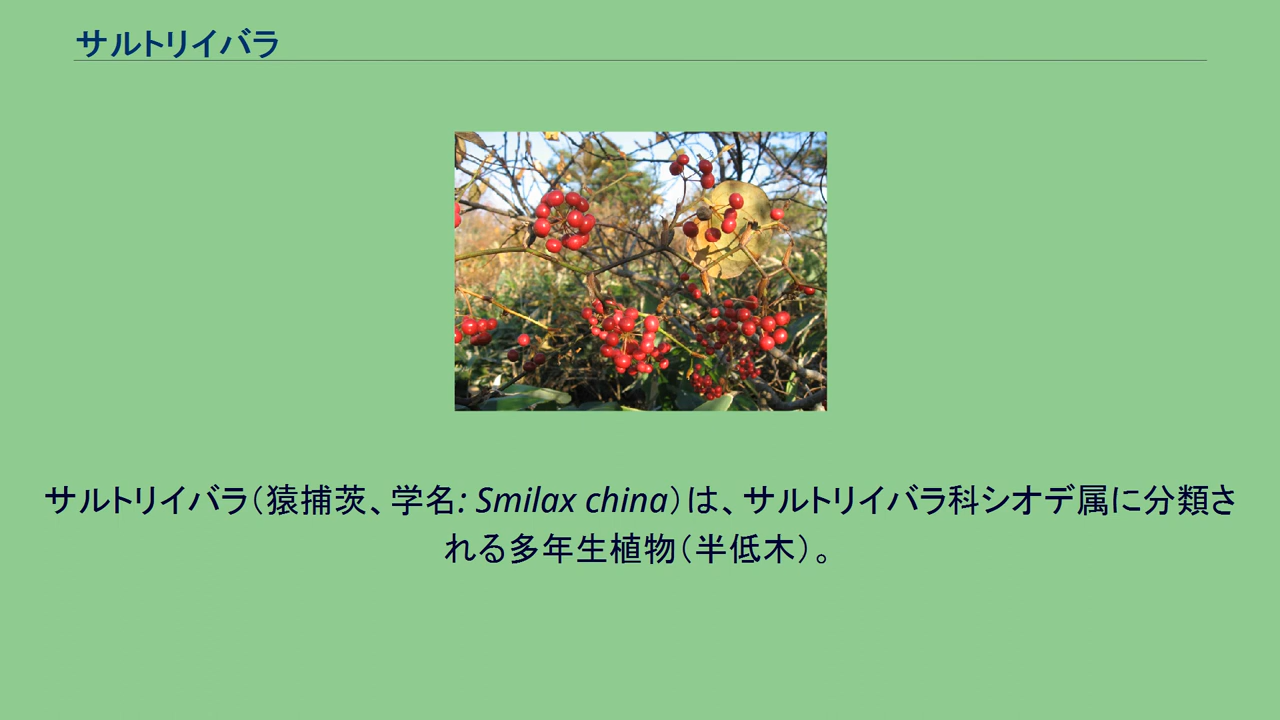 サルトリイバラ
サルトリイバラ（猿捕茨、学名: Smilax china）は、サルトリイバラ科シオデ属に分類さ
れる多年生植物（半低木）。